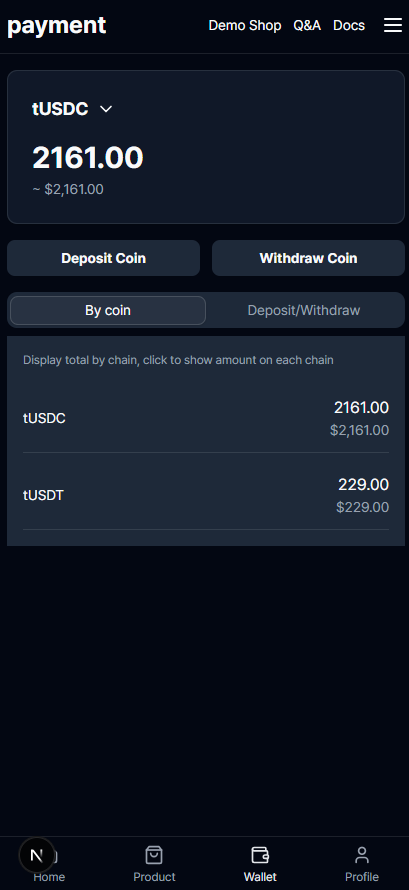 payment
Demo Shop Q&A Docs
tUSDC
2161.00
~ $2,161.00
Deposit Coin
Withdraw Coin
By coin
Deposit/Withdraw
Display total by chain, click to show amount on each chain
tUSDC
2161.00
$2,161.00
tUSDT
229.00
$229.00
N
Home
Product
Wallet
Profile